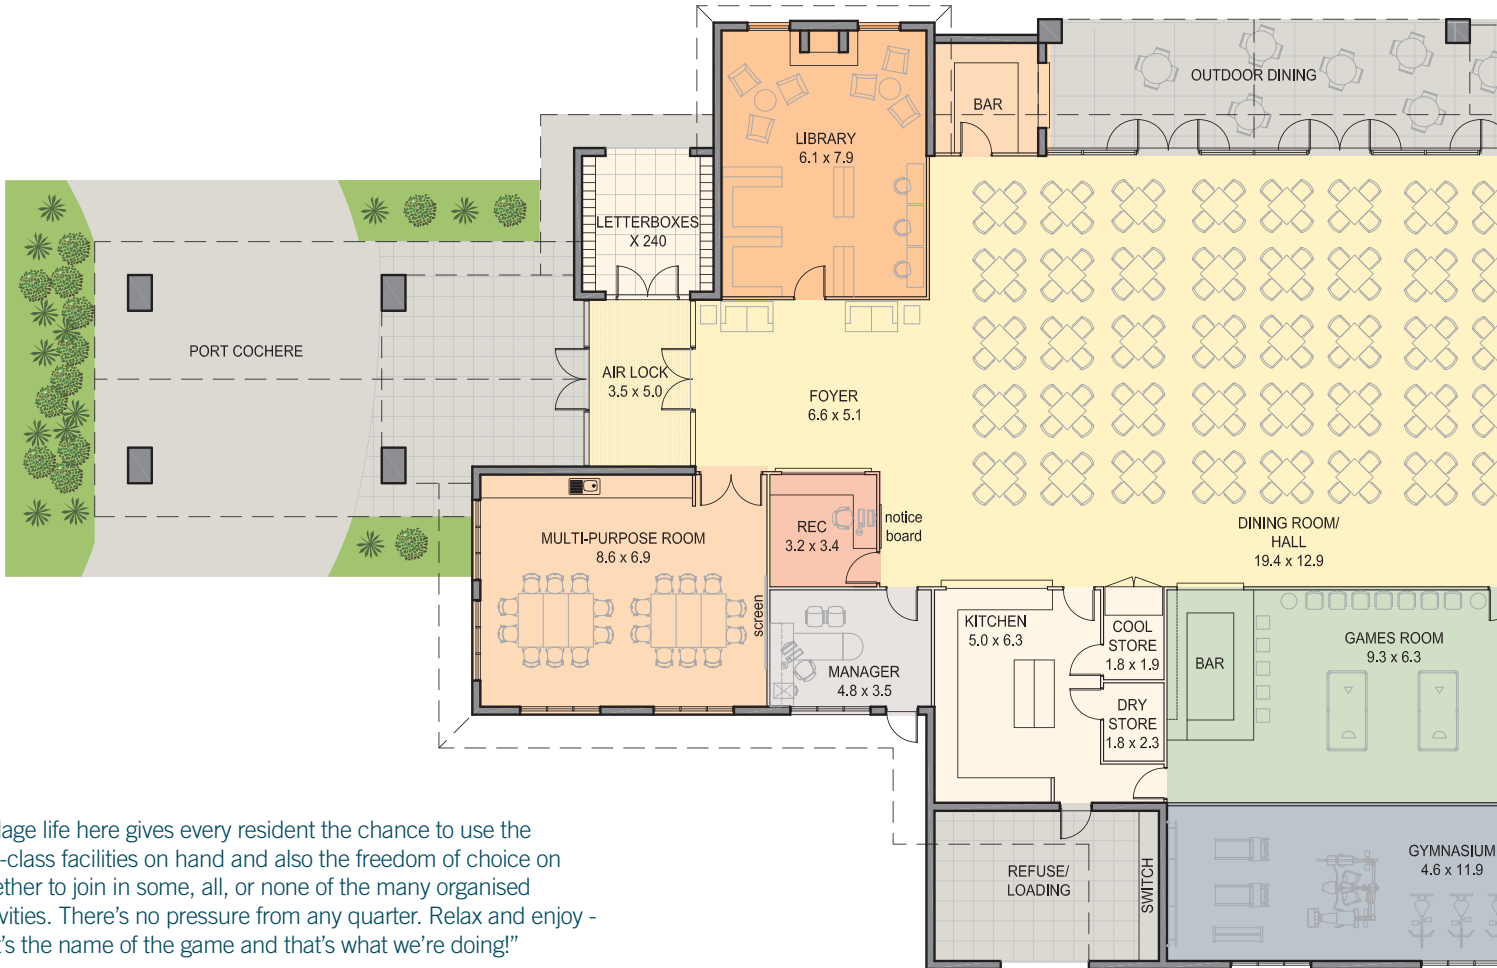 OUTDOOR DINING
BAR
LIBRARY
6.1 x 7.9
LETTERBOXES
X 240
PORT COCHERE
AIR LOCK
3.5 x 5.0
FOYER
6.6 x 5.1
MULTI-PURPOSE ROOM
8.6 x 6.9
screen
REC
3.2 x 3.4
notice
board
DINING ROOM/
HALL
19.4 x 12.9
MANAGER
4.8 x 3.5
KITCHEN
5.0 x 6.3
COOL
STORE
1.8 x 1.9
DRY
STORE
1.8 x 2.3
BAR
GAMES ROOM
9.3 x 6.3
REFUSE/
LOADING
SWITCH
GYMNASIUM
4.6 x 11.9
lage life here gives every resident the chance to use the
-class facilities on hand and also the freedom of choice on
ether to join in some, all, or none of the many organised
vities. There's no pressure from any quarter. Relax and enjoy -
t's the name of the game and that's what we're doing!”